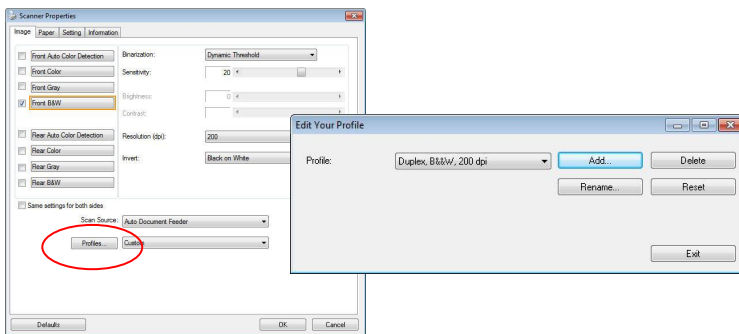 Scanner Properties
Image Paper Setting Information
Front Auto Color Detection
Front Color
Front Gray
Front B&W
Rear Auto Color Detection
Rear Color
Rear Gray
Rear B&W
Binarization: Dynamic Threshold
Sensitivity: 20
Brightness: 0
Contrast:
Resolution (dpi): 200
Invert: Black on White
Same settings for both sides
Scan Source: Auto Document Feeder
Profiles... Custom
Defaults OK Cancel
Edit Your Profile
Profile: Duplex, B&&W, 200 dpi Add... Delete
Rename... Reset
Exit